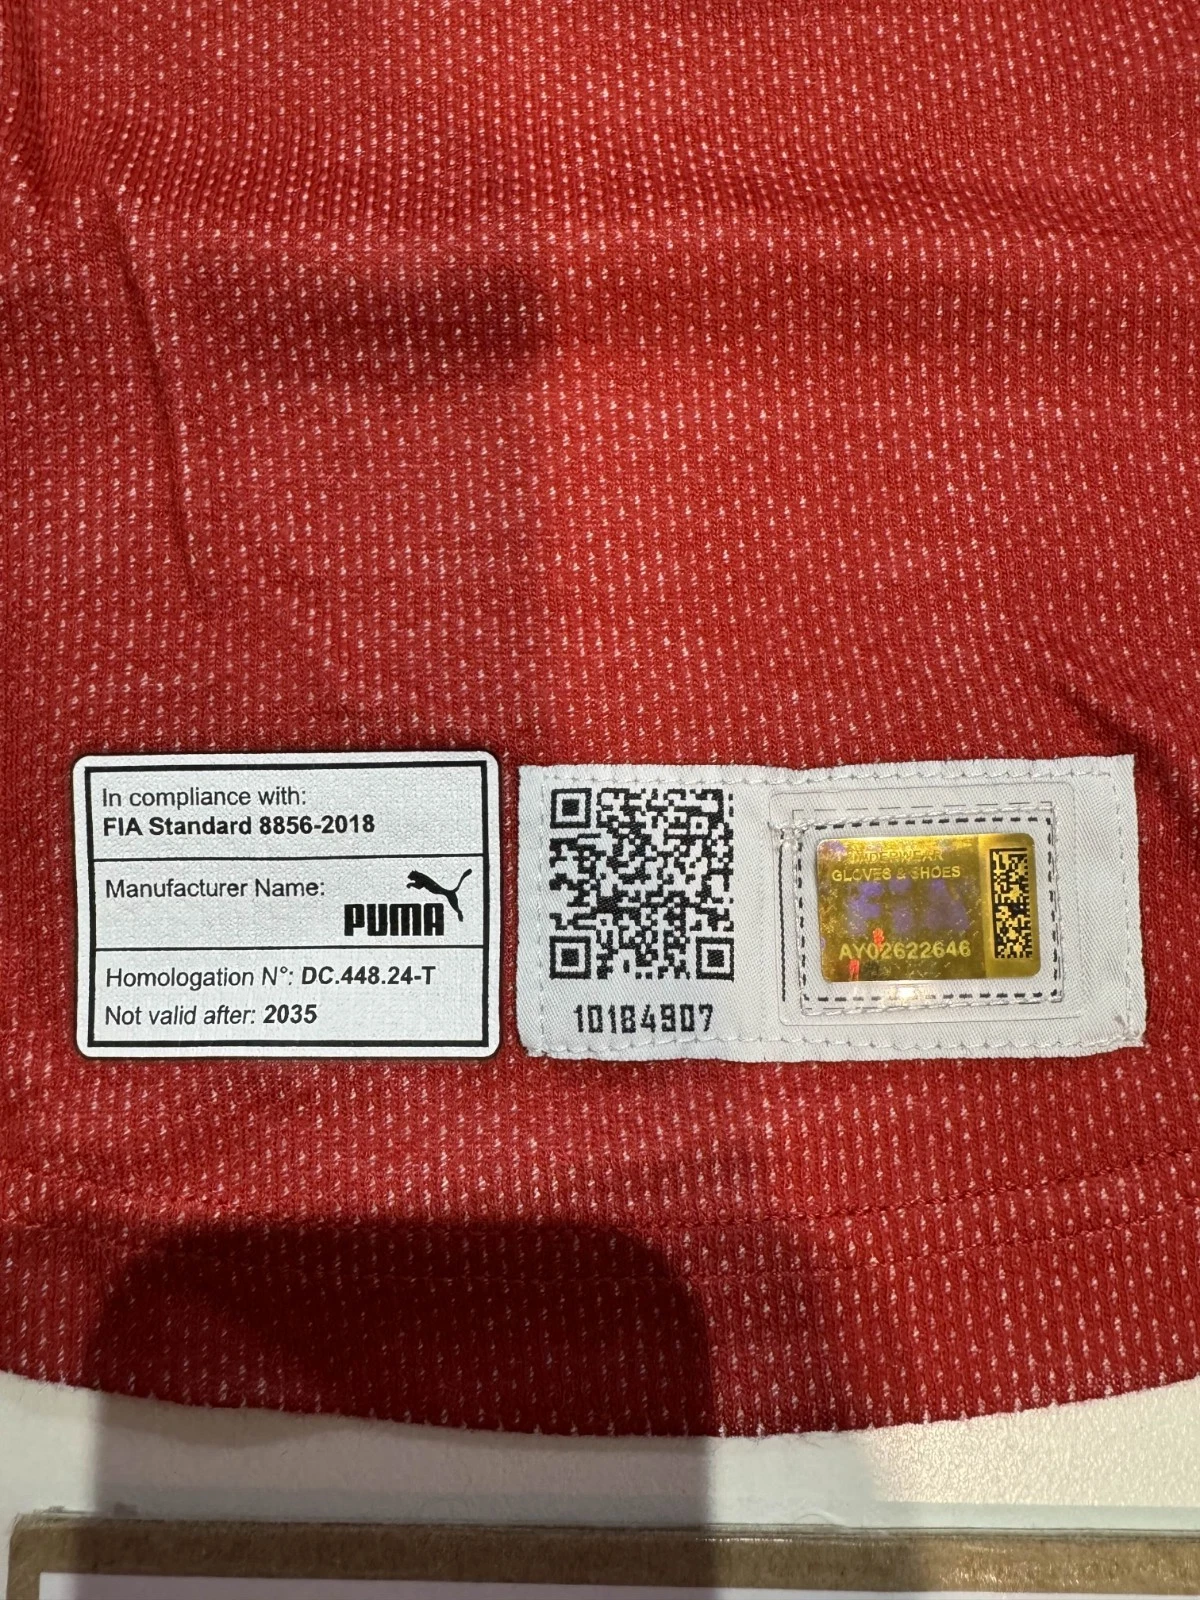 In compliance with:
FIA Standard 8856-2018
Manufacturer Name:
PUMA
Homologation N°: DC.448.24-T
Not valid after: 2035
10184907
UNDERWEAR
GLOVES & SHOES
FIA
AY02622646